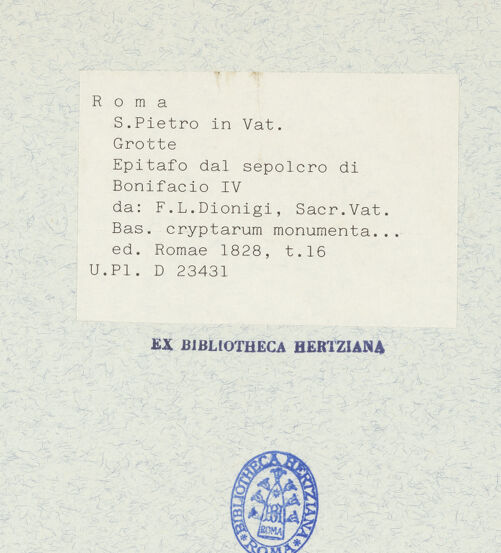 R o m a
S.Pietro in Vat.
Grotte
Epitafo dal sepolcro di
Bonifacio IV
da: F.L.Dionigi, Sacr.Vat.
Bas. cryptarum monumenta...
ed. Romae 1828, t.16
U.Pl. D 23431
EX BIBLIOTHECA HERTZIANA
BIBLIOTHECA HERTZIANA
ROMA
ROMA